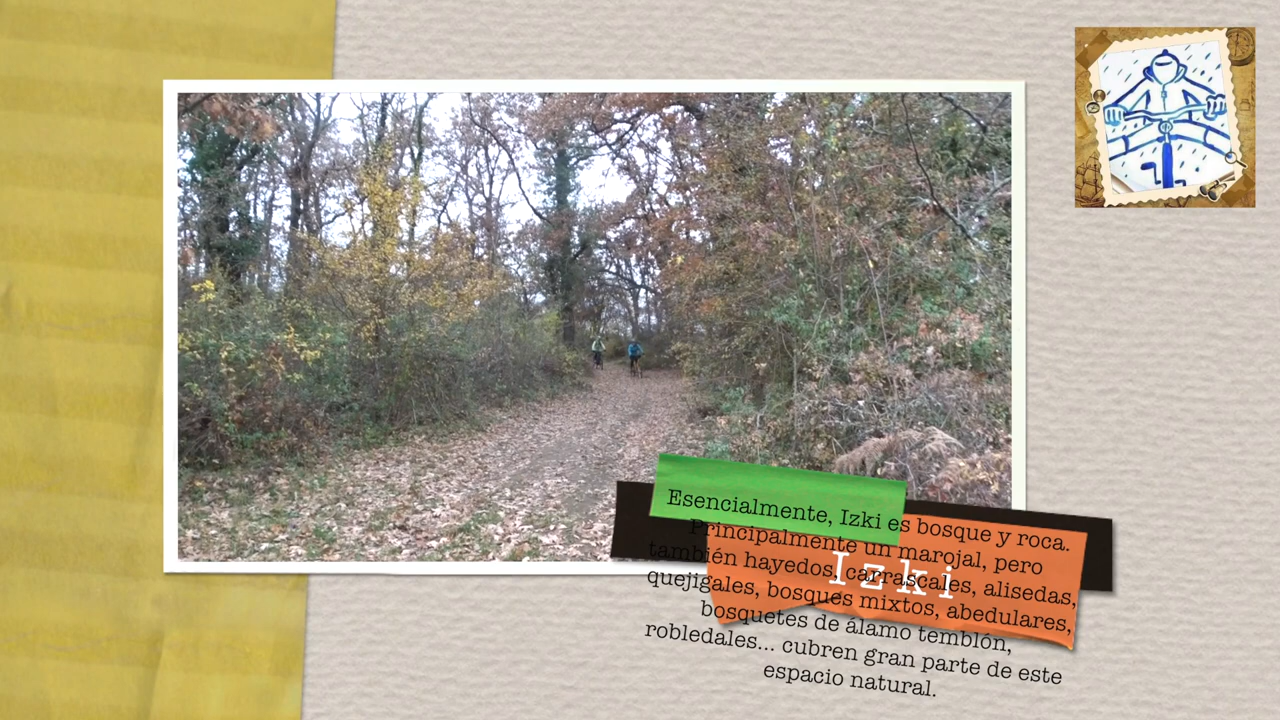 Esencialmente, Izki es bosque y roca.
Principalmente un marojal, pero
también hayedos, carrascales, alisedas,
quejigales, bosques mixtos, abedulares,
bosquetes de álamo temblón,
robledales... cubren gran parte de este
espacio natural.
Izki